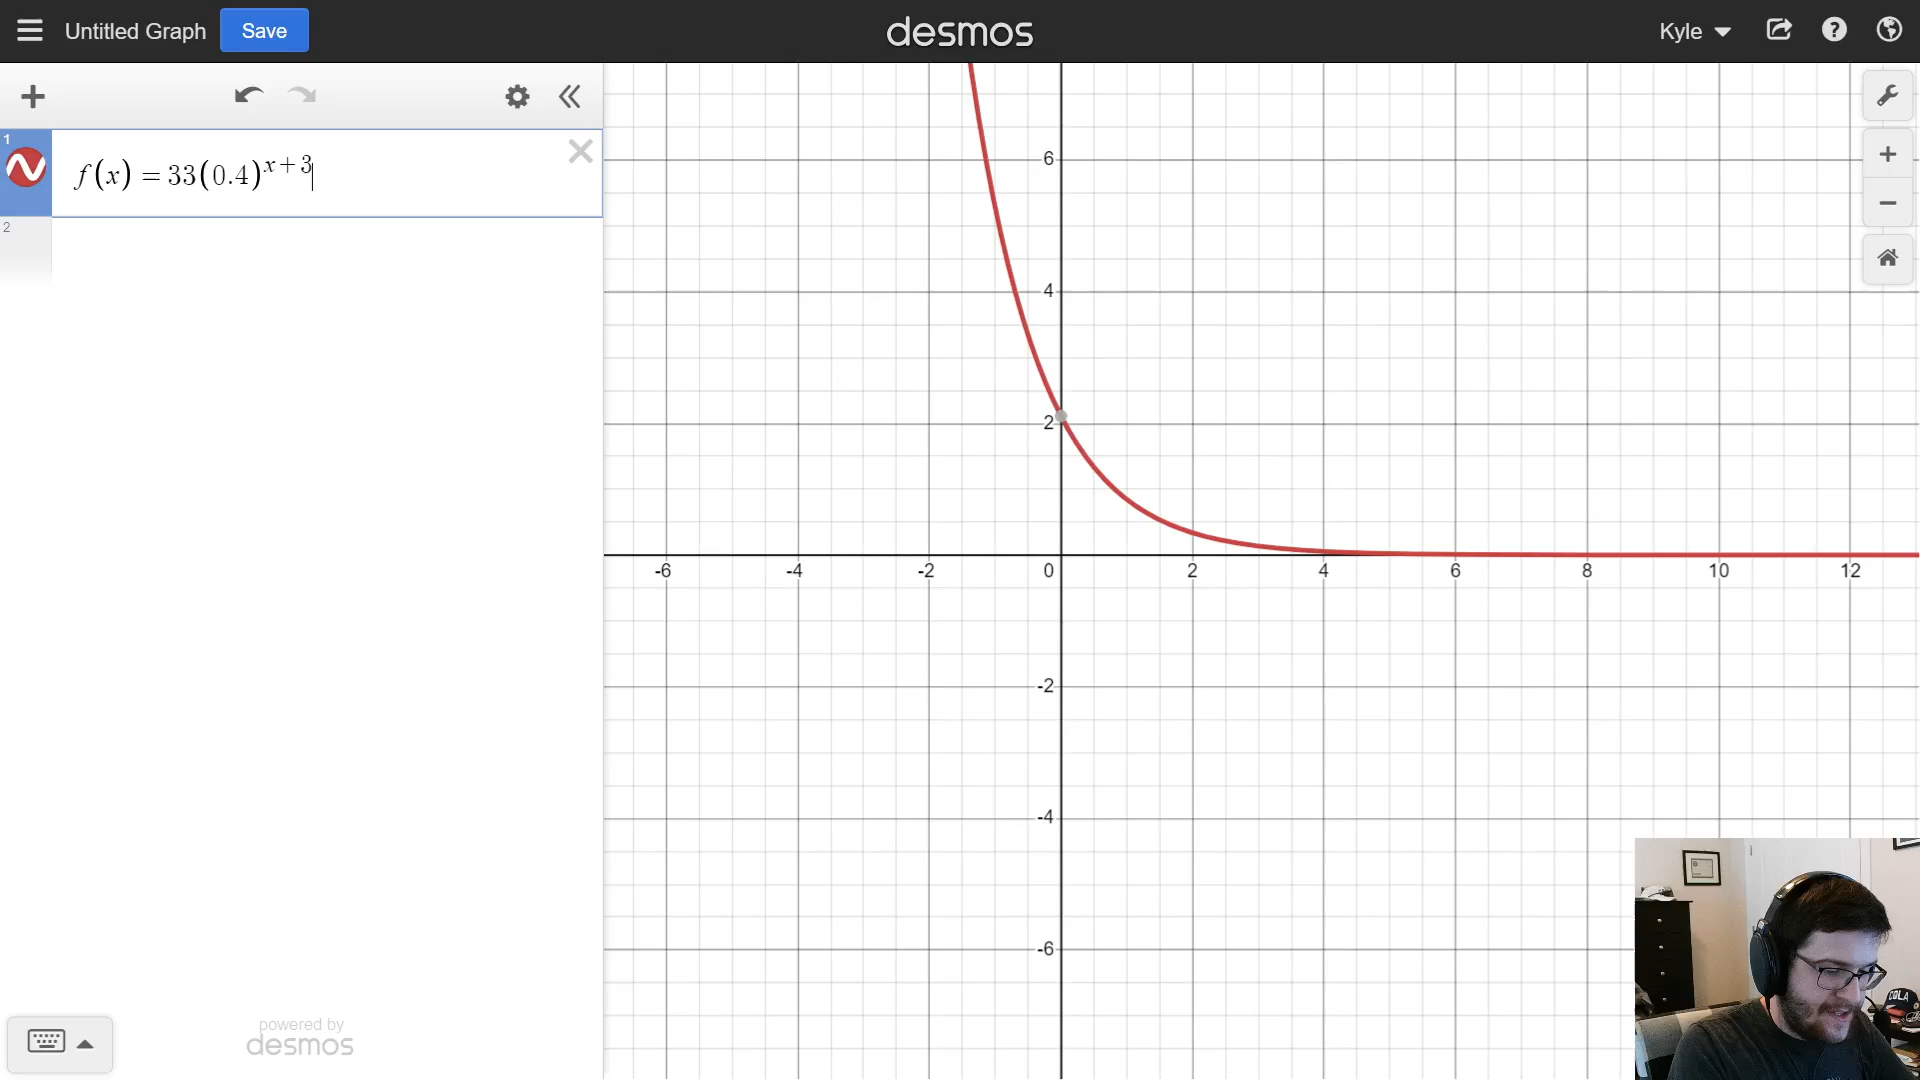 Untitled Graph
Save
desmos
Kyle
1
f(x) = 33(0.4)^{x+3}
2
powered by
desmos
6
4
2
-6 -4 -2 0 2 4 6 8 10 12
-2
-4
-6
COLA